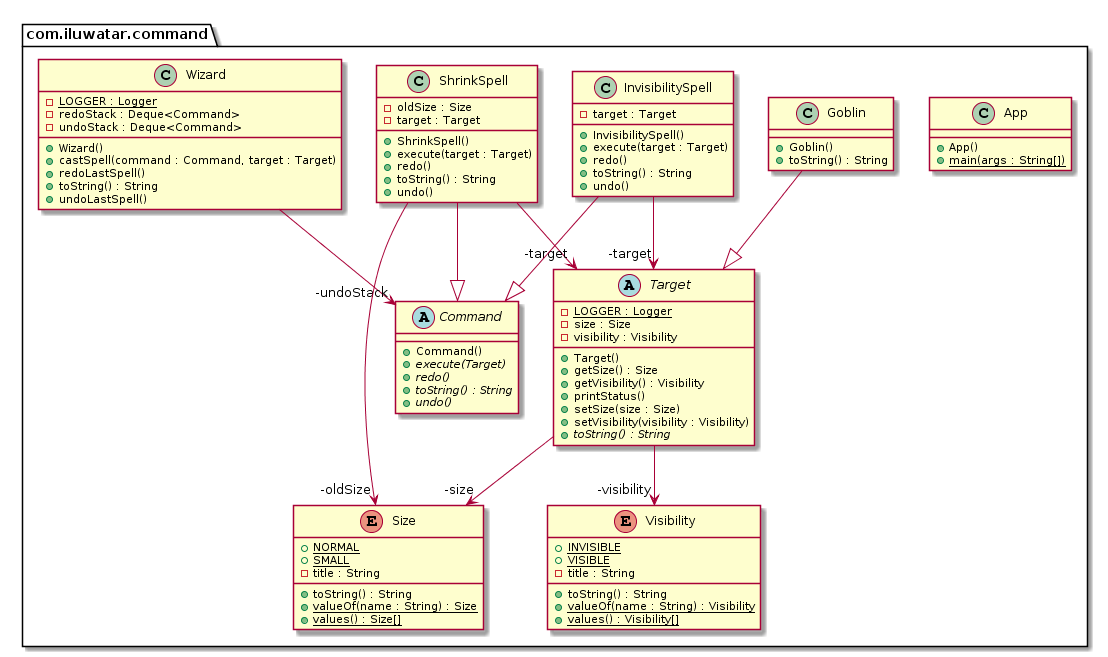 com.iluwatar.command
C Wizard
LOGGER : Logger
redoStack : Deque<Command>
undoStack : Deque<Command>
Wizard()
castSpell(command : Command, target : Target)
redoLastSpell()
toString() : String
undoLastSpell()
C ShrinkSpell
oldSize : Size
target : Target
ShrinkSpell()
execute(target : Target)
redo()
toString() : String
undo()
C InvisibilitySpell
target : Target
InvisibilitySpell()
execute(target : Target)
redo()
toString() : String
undo()
C Goblin
Goblin()
toString() : String
C App
App()
main(args : String[])
-target
-target
-undoStack
A Command
Command()
execute(Target)
redo()
toString() : String
undo()
A Target
LOGGER : Logger
size : Size
visibility : Visibility
Target()
getSize() : Size
getVisibility() : Visibility
printStatus()
setSize(size : Size)
setVisibility(visibility : Visibility)
toString() : String
-oldSize
-size
-visibility
E Size
NORMAL
SMALL
title : String
toString() : String
valueOf(name : String) : Size
values() : Size[]
E Visibility
INVISIBLE
VISIBLE
title : String
toString() : String
valueOf(name : String) : Visibility
values() : Visibility[]